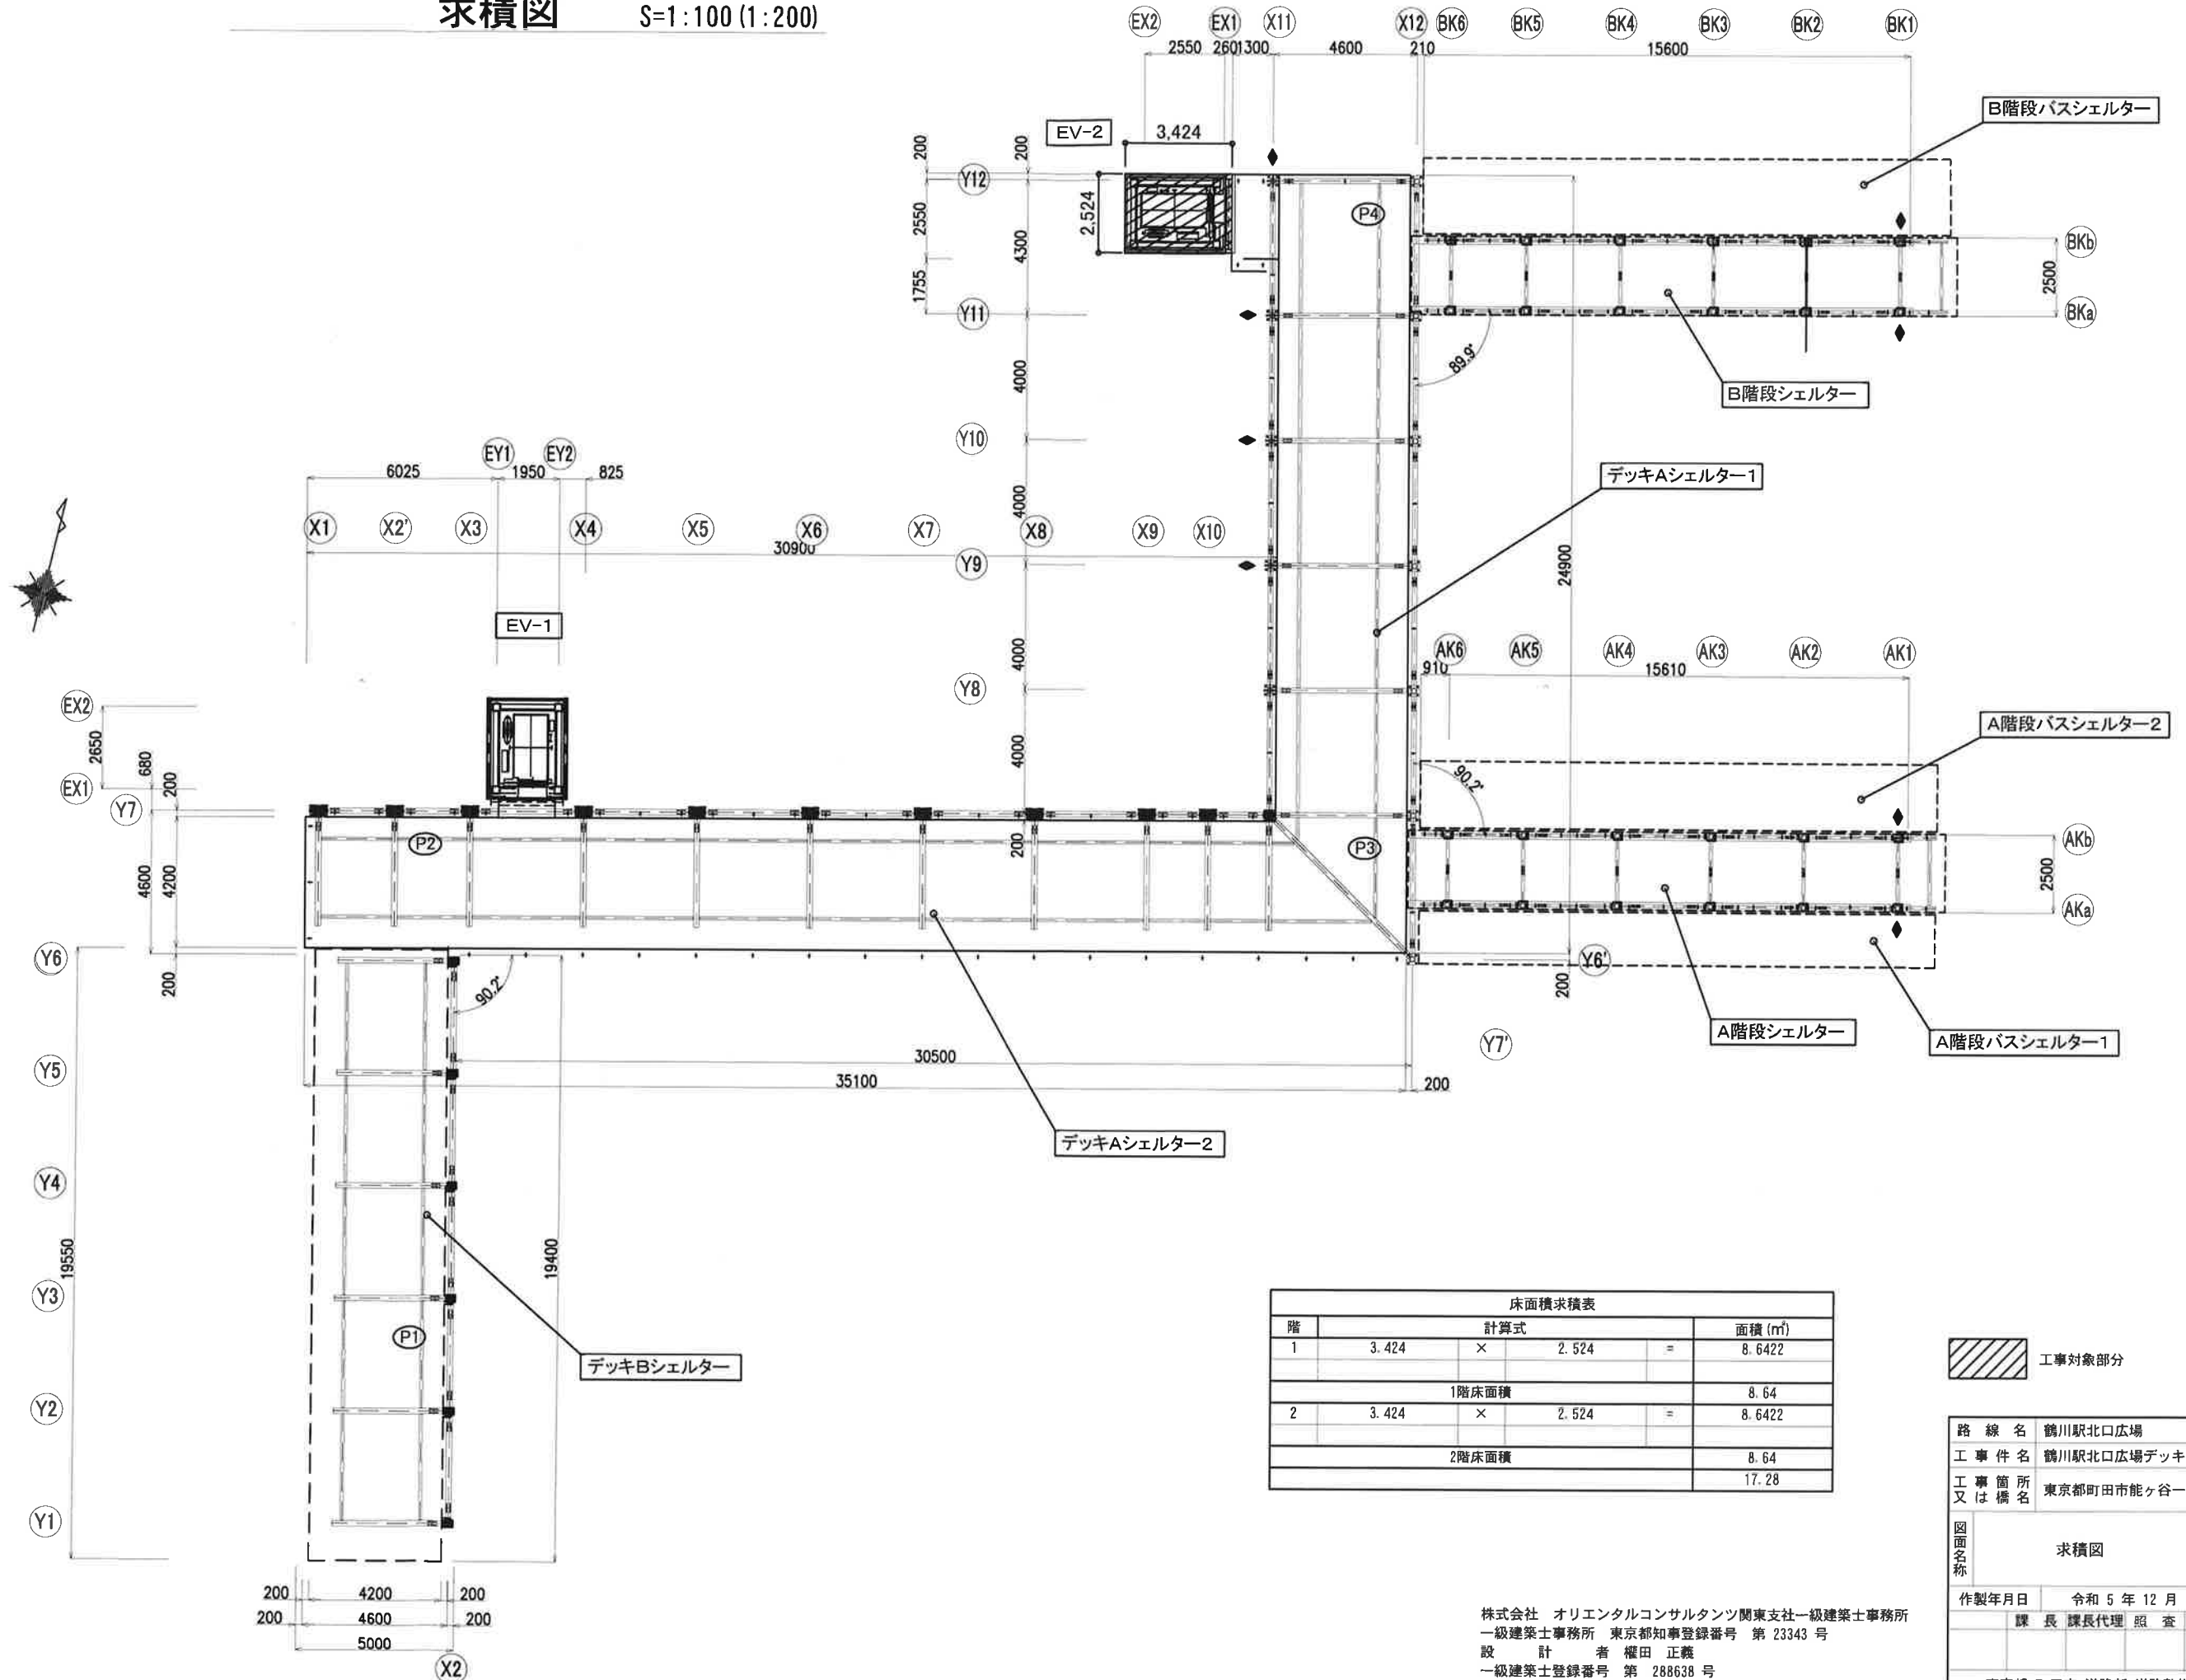 求積図 S=1:100 (1:200)
EX2 EX1 X11 X12 BK6 BK5 BK4 BK3 BK2 BK1
2550 260 1300 4600 210 15600
B階段バスシェルター
EV-2 3,424
200 200
Y12
2550 2,524 4300
P4
BKb
2500
BKa
1755
Y11
89.9°
B階段シェルター
4000
Y10
EY1 EY2
6025 1950 825
デッキAシェルター1
4000
X1 X2' X3 X4 X5 X6 X7 X8 X9 X10
30900
Y9
24900
EV-1
4000
AK6 AK5 AK4 AK3 AK2 AK1
910 15610
Y8
EX2
2650
A階段バスシェルター2
680 200
4000
90.2°
EX1
Y7
P2
200
P3
AKb
4600 4200
2500
AKa
Y6
200
90.2°
Y6'
200
A階段シェルター
A階段バスシェルター1
Y7'
Y5
30500
35100 200
デッキAシェルター2
Y4
19550 19400
Y3
P1
デッキBシェルター
Y2
Y1
200 4200 200
200 4600 200
5000
X2
床面積求積表
階 計算式 面積(㎡)
1 3.424 × 2.524 = 8.6422
1階床面積 8.64
2 3.424 × 2.524 = 8.6422
2階床面積 8.64
17.28
工事対象部分
路線名 鶴川駅北口広場
工事件名 鶴川駅北口広場デッキ
工事箇所又は橋名 東京都町田市能ヶ谷一
図面名称 求積図
作製年月日 令和 5 年 12 月
課長 課長代理 照査
株式会社 オリエンタルコンサルタンツ関東支社一級建築士事務所
一級建築士事務所 東京都知事登録番号 第 23343 号
設計者 櫂田 正義
一級建築士登録番号 第 288638 号